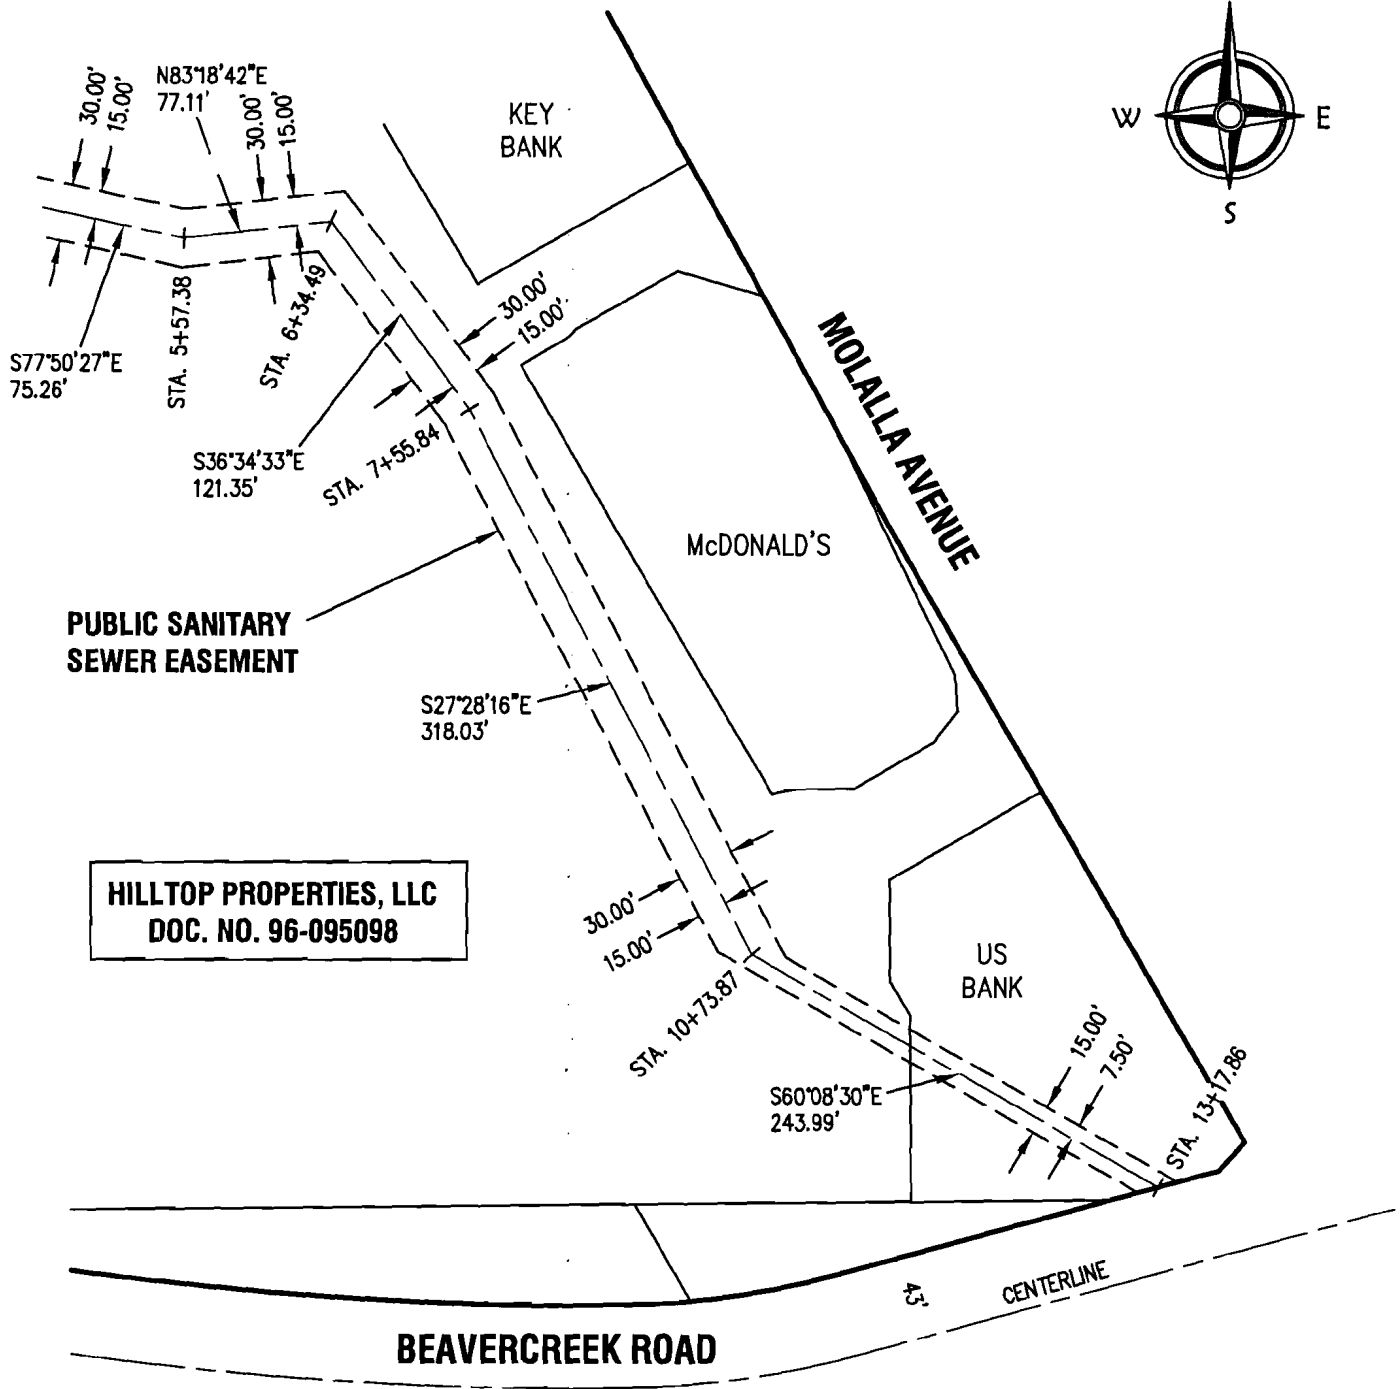 30.00'
15.00'
N83°18'42"E
77.11'
30.00'
15.00'
KEY
BANK
W
E
S
S77°50'27"E
75.26'
STA. 5+57.38
STA. 6+34.49
30.00'
15.00'
S36°34'33"E
121.35'
STA. 7+55.84
MOLALLA AVENUE
McDONALD'S
PUBLIC SANITARY
SEWER EASEMENT
S27°28'16"E
318.03'
HILLTOP PROPERTIES, LLC
DOC. NO. 96-095098
30.00'
15.00'
STA. 10+73.87
US
BANK
15.00'
7.50'
S60°08'30"E
243.99'
STA. 13+17.86
43'
CENTERLINE
BEAVERCREEK ROAD